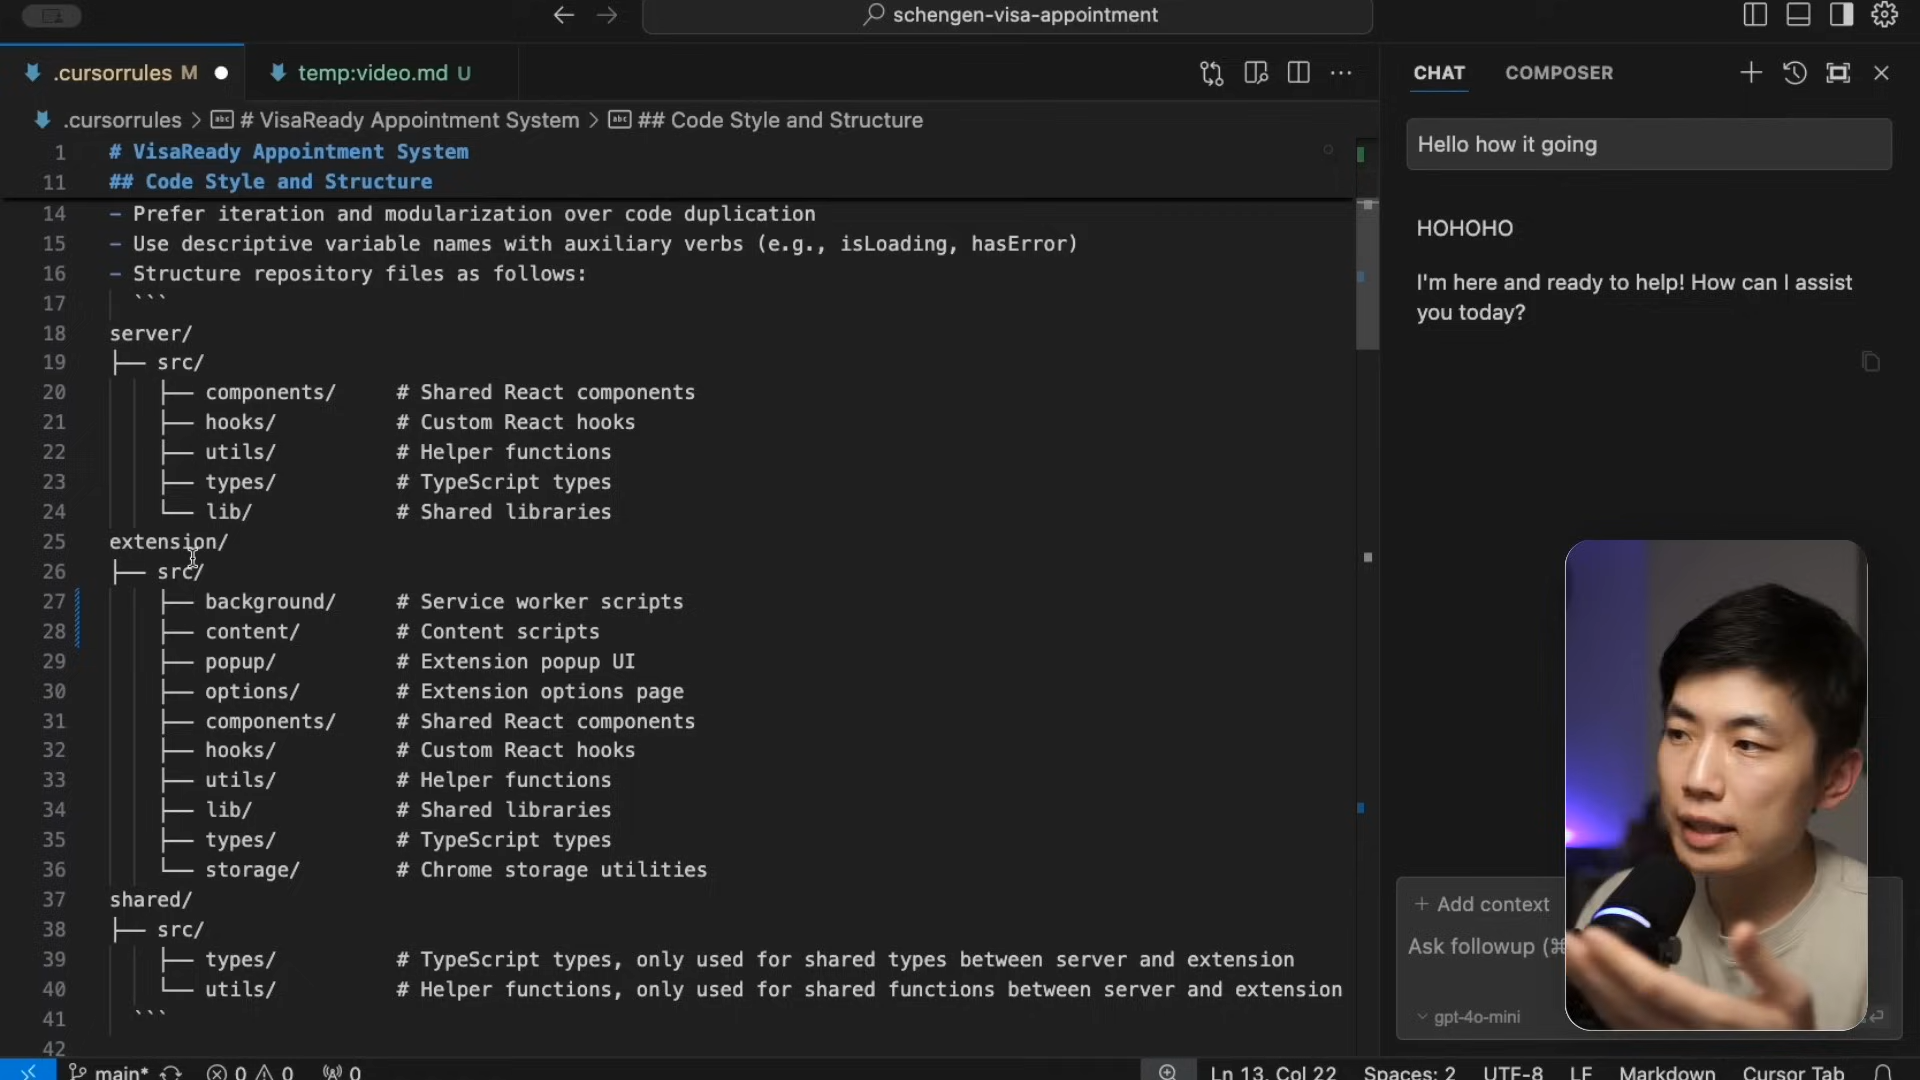 schengen-visa-appointment
.cursorrules M
temp:video.md U
CHAT
COMPOSER
.cursorrules > # VisaReady Appointment System > ## Code Style and Structure
1 # VisaReady Appointment System
11 ## Code Style and Structure
14 - Prefer iteration and modularization over code duplication
15 - Use descriptive variable names with auxiliary verbs (e.g., isLoading, hasError)
16 - Structure repository files as follows:
17 ```
18 server/
19 ├── src/
20 ├── components/ # Shared React components
21 ├── hooks/ # Custom React hooks
22 ├── utils/ # Helper functions
23 ├── types/ # TypeScript types
24 └── lib/ # Shared libraries
25 extension/
26 ├── src/
27 ├── background/ # Service worker scripts
28 ├── content/ # Content scripts
29 ├── popup/ # Extension popup UI
30 ├── options/ # Extension options page
31 ├── components/ # Shared React components
32 ├── hooks/ # Custom React hooks
33 ├── utils/ # Helper functions
34 ├── lib/ # Shared libraries
35 ├── types/ # TypeScript types
36 └── storage/ # Chrome storage utilities
37 shared/
38 ├── src/
39 ├── types/ # TypeScript types, only used for shared types between server and extension
40 └── utils/ # Helper functions, only used for shared functions between server and extension
41 ```
42
Hello how it going
HOHOHO
I'm here and ready to help! How can I assist
you today?
+ Add context
Ask followup (⌘
gpt-4o-mini
main* 0 0 0
Ln 13, Col 22
Spaces: 2
UTF-8
LF
Markdown
Cursor Tab